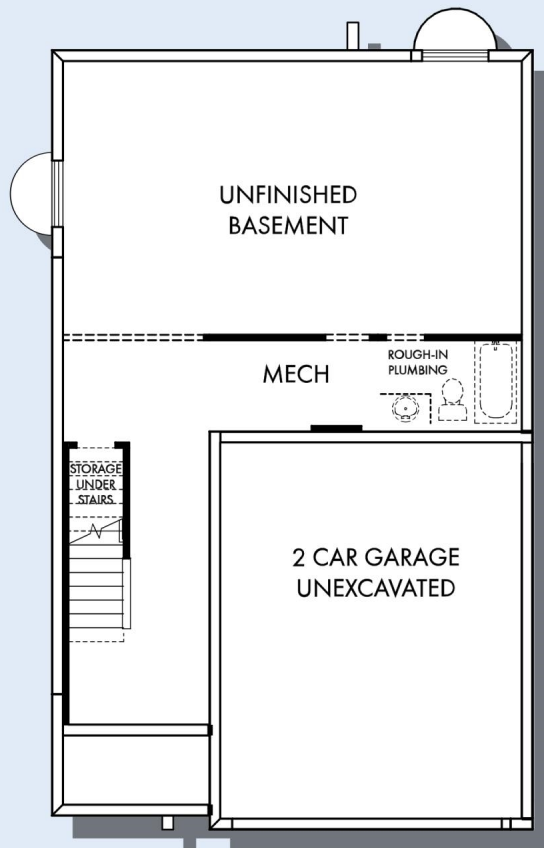 UNFINISHED
BASEMENT
MECH
ROUGH-IN
PLUMBING
STORAGE
UNDER
STAIRS
2 CAR GARAGE
UNEXCAVATED